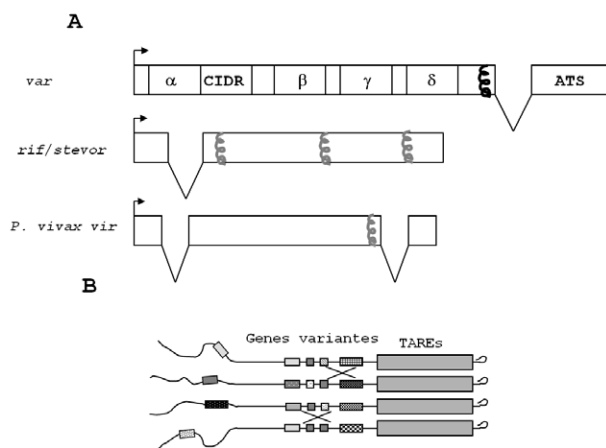 A
var α CIDR β γ δ ATS
rif/stevor
P. vivax vir
B
Genes variantes TAREs